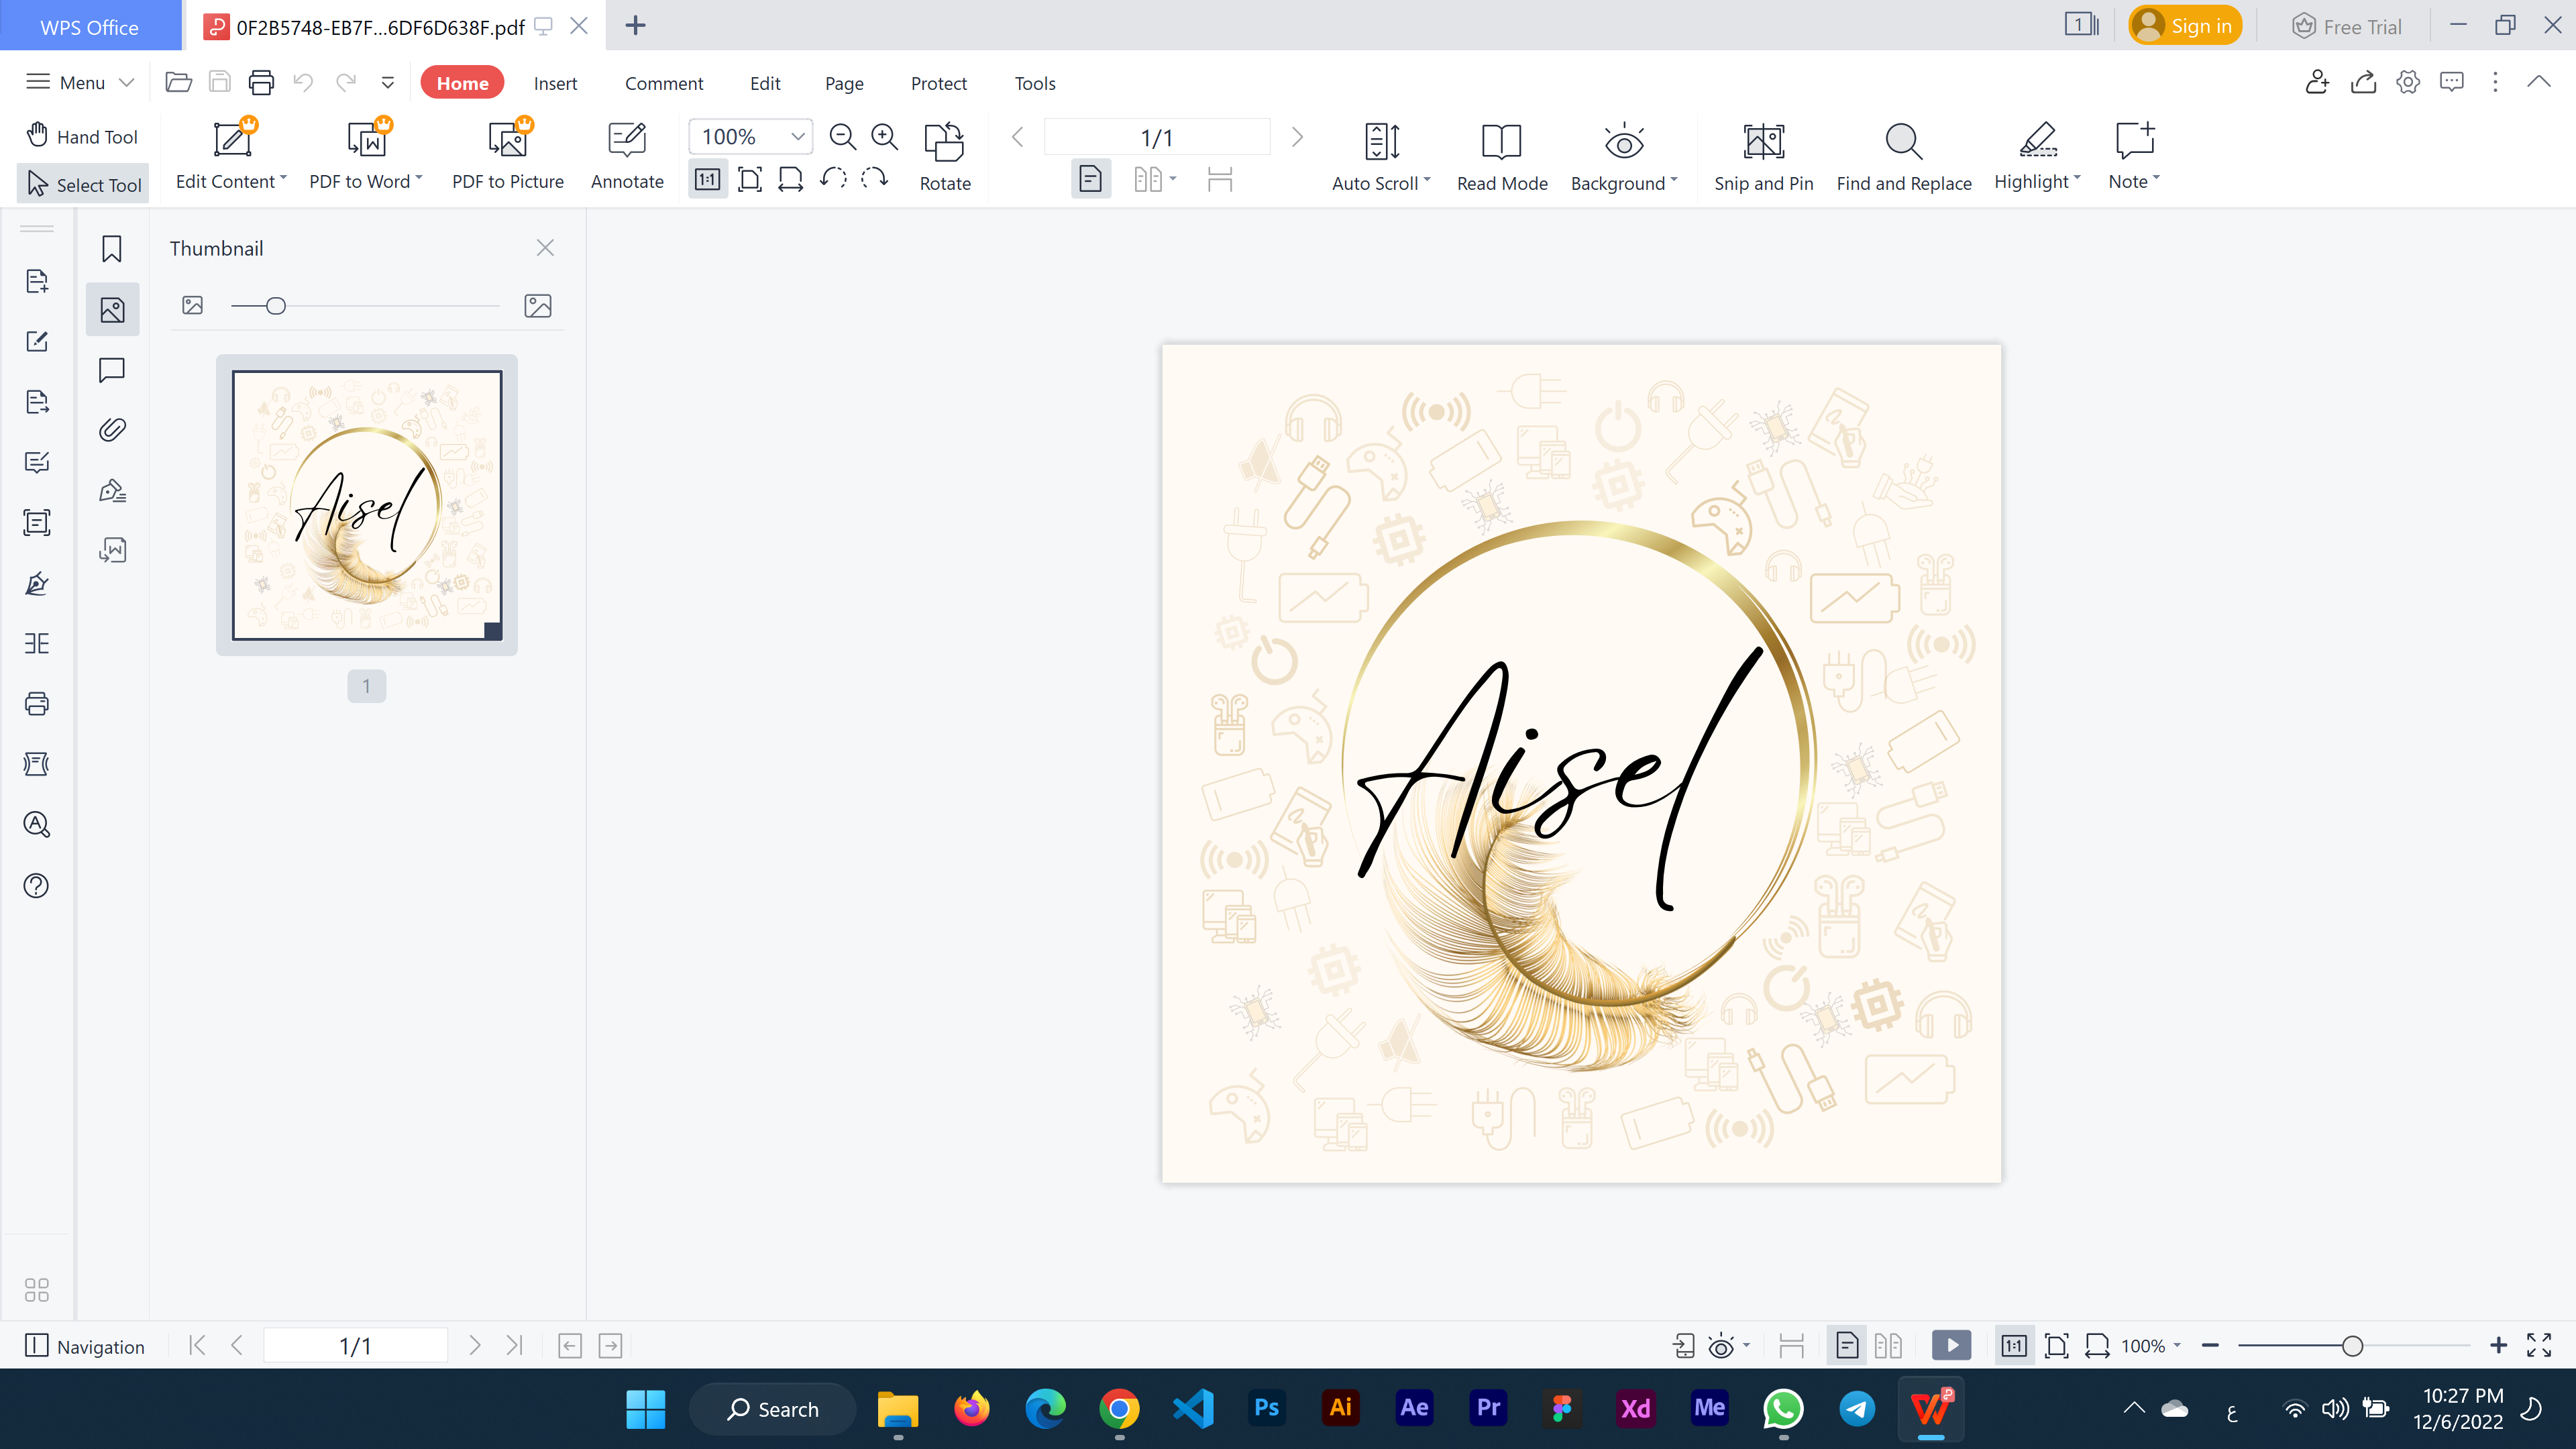 WPS Office
0F2B5748-EB7F...6DF6D638F.pdf
1
Sign in
Free Trial
Menu
Home
Insert
Comment
Edit
Page
Protect
Tools
Hand Tool
Select Tool
Edit Content
PDF to Word
PDF to Picture
Annotate
100%
1:1
Rotate
1/1
Auto Scroll
Read Mode
Background
Snip and Pin
Find and Replace
Highlight
Note
Thumbnail
Aisel
1
Aisel
Navigation
1/1
1:1
100%
Search
Ps
Ai
Ae
Pr
Xd
Me
ع
10:27 PM
12/6/2022